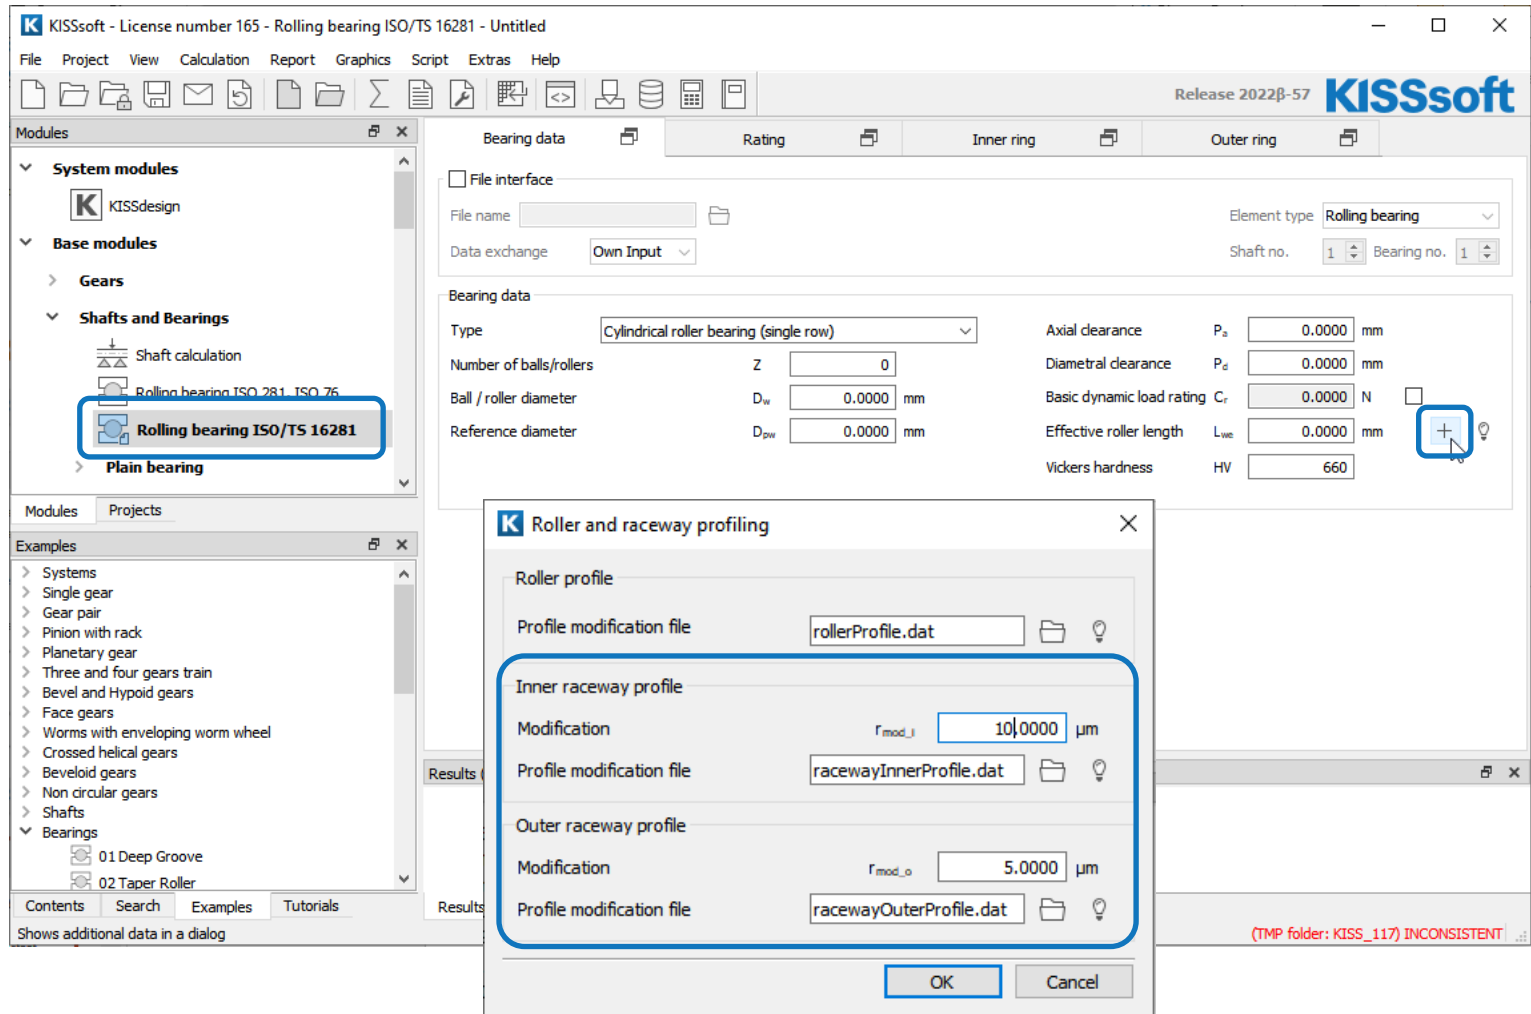 KISSsoft - License number 165 - Rolling bearing ISO/TS 16281 - Untitled
File Project View Calculation Report Graphics Script Extras Help
Release 2022β-57 KISSsoft
Modules
System modules
K KISSdesign
Base modules
Gears
Shafts and Bearings
Shaft calculation
Rolling bearing ISO 281, ISO 76
Rolling bearing ISO/TS 16281
Plain bearing
Modules Projects
Examples
Systems
Single gear
Gear pair
Pinion with rack
Planetary gear
Three and four gears train
Bevel and Hypoid gears
Face gears
Worms with enveloping worm wheel
Crossed helical gears
Beveloid gears
Non circular gears
Shafts
Bearings
01 Deep Groove
02 Taper Roller
Contents Search Examples Tutorials
Shows additional data in a dialog
Bearing data Rating Inner ring Outer ring
File interface
File name Element type Rolling bearing
Data exchange Own Input Shaft no. 1 Bearing no. 1
Bearing data
Type Cylindrical roller bearing (single row) Axial clearance Pa 0.0000 mm
Number of balls/rollers Z 0 Diametral clearance Pd 0.0000 mm
Ball / roller diameter Dw 0.0000 mm Basic dynamic load rating Cr 0.0000 N
Reference diameter Dpw 0.0000 mm Effective roller length Lwe 0.0000 mm +
Vickers hardness HV 660
Results (
Results
K Roller and raceway profiling
Roller profile
Profile modification file rollerProfile.dat
Inner raceway profile
Modification rmod_i 10.0000 μm
Profile modification file racewayInnerProfile.dat
Outer raceway profile
Modification rmod_o 5.0000 μm
Profile modification file racewayOuterProfile.dat
OK Cancel
(TMP folder: KISS_117) INCONSISTENT